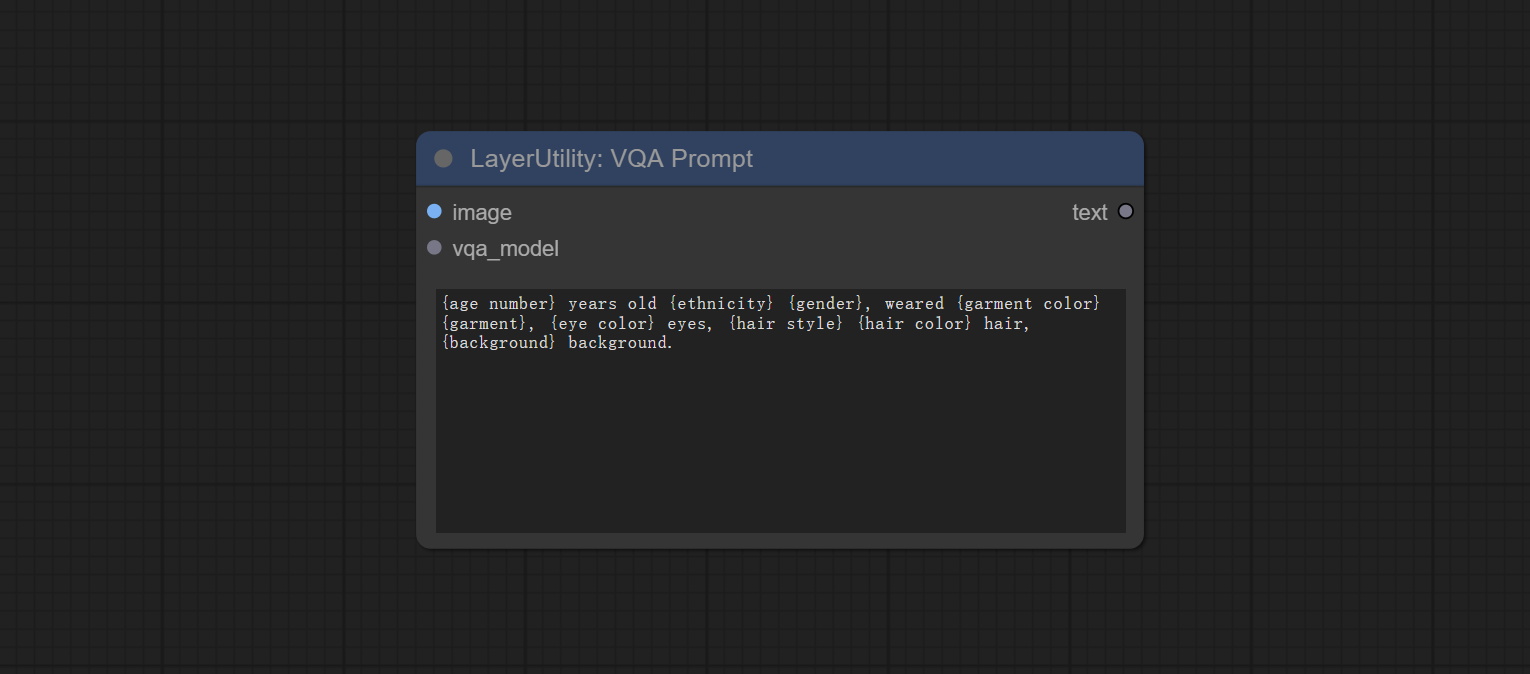 LayerUtility: VQA Prompt
image
text
vqa_model
{age number} years old {ethnicity} {gender}, weared {garment color}
{garment}, {eye color} eyes, {hair style} {hair color} hair,
{background} background.